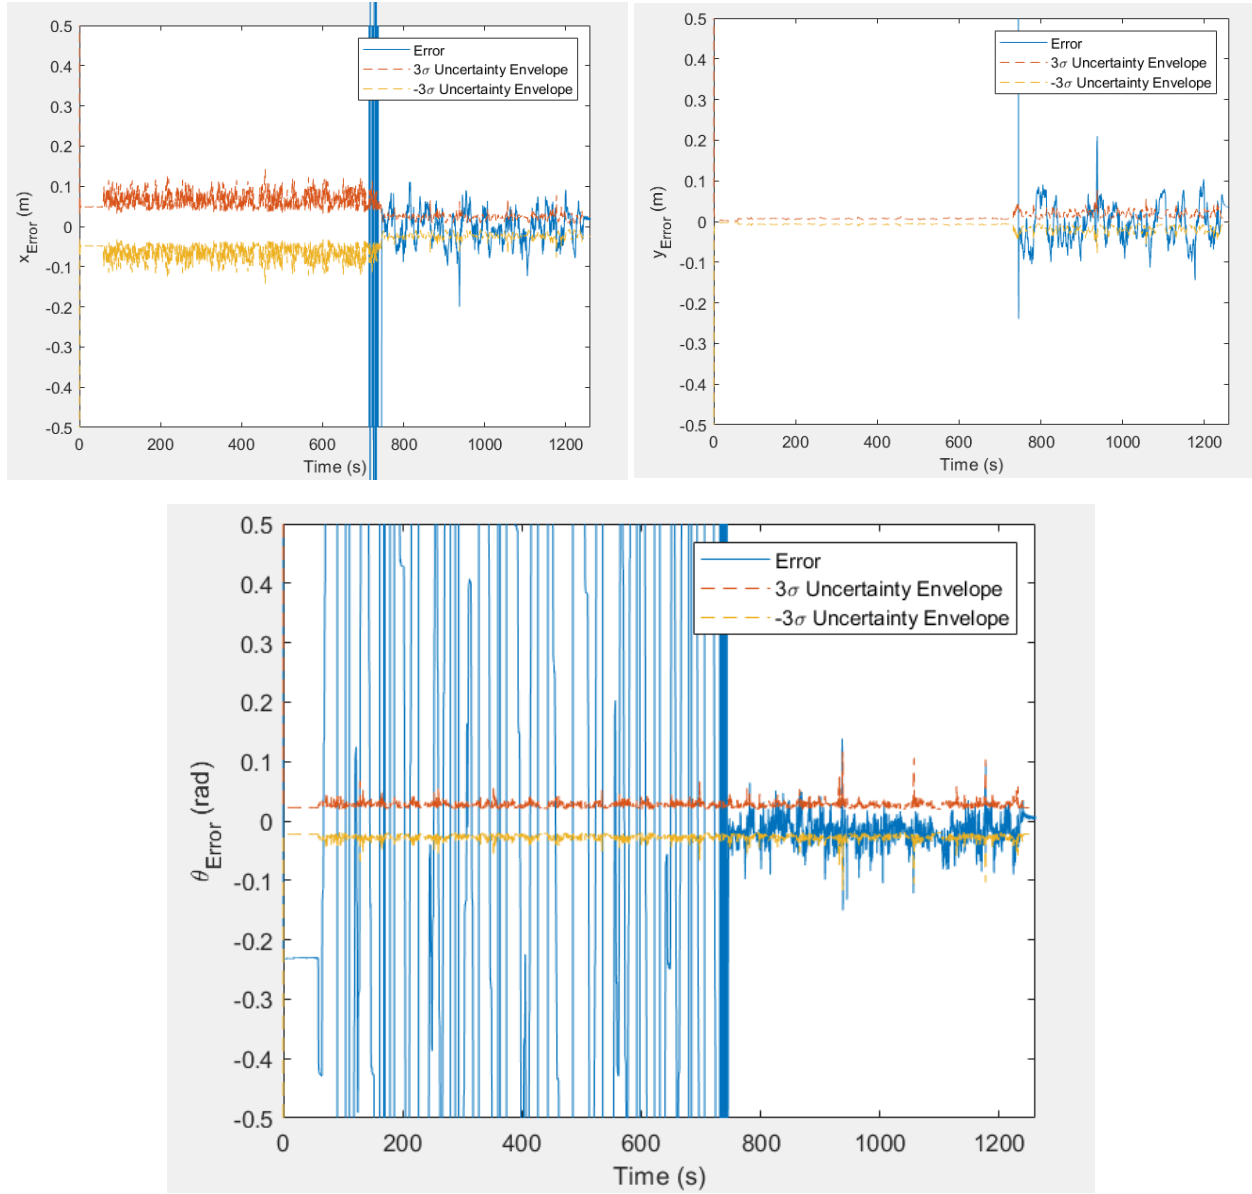 0.5
0.4
0.3
0.2
0.1
0
-0.1
-0.2
-0.3
-0.4
-0.5
x_Error (m)
0 200 400 600 800 1000 1200
Time (s)
Error
3σ Uncertainty Envelope
-3σ Uncertainty Envelope
0.5
0.4
0.3
0.2
0.1
0
-0.1
-0.2
-0.3
-0.4
-0.5
y_Error (m)
0 200 400 600 800 1000 1200
Time (s)
Error
3σ Uncertainty Envelope
-3σ Uncertainty Envelope
0.5
0.4
0.3
0.2
0.1
0
-0.1
-0.2
-0.3
-0.4
-0.5
θ_Error (rad)
0 200 400 600 800 1000 1200
Time (s)
Error
3σ Uncertainty Envelope
-3σ Uncertainty Envelope